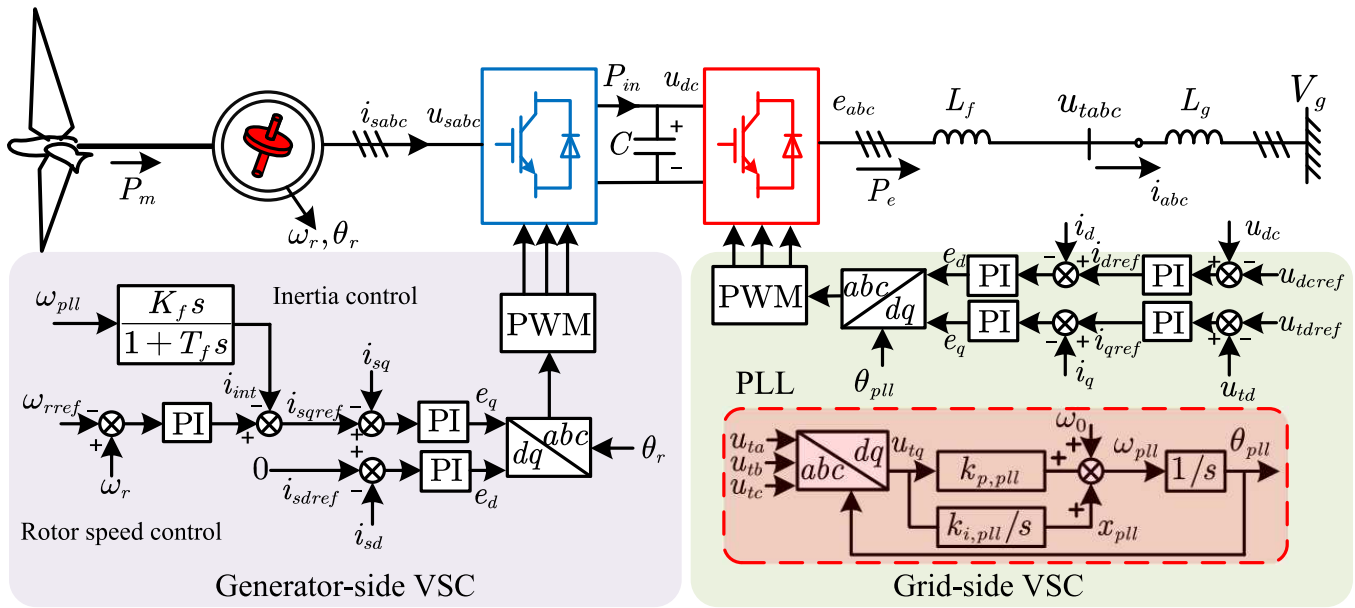 P_m
ω_r, θ_r
i_sabc
u_sabc
P_in
u_dc
C
+
−
e_abc
P_e
L_f
u_tabc
i_abc
L_g
V_g
ω_pll
K_f s
1 + T_f s
Inertia control
i_int
ω_rref
−
+
ω_r
PI
−
+
i_sqref
i_sq
−
+
PI
e_q
0
i_sdref
+
−
i_sd
PI
e_d
PWM
abc
dq
θ_r
Rotor speed control
Generator-side VSC
PWM
abc
dq
θ_pll
e_d
PI
−
+
i_d
i_dref
PI
+
−
u_dc
u_dcref
e_q
PI
−
+
i_q
i_qref
PI
+
−
u_tdref
u_td
PLL
u_ta
u_tb
u_tc
dq
abc
u_tq
k_p,pll
k_i,pll/s
ω_0
+
+
+
x_pll
ω_pll
1/s
θ_pll
Grid-side VSC